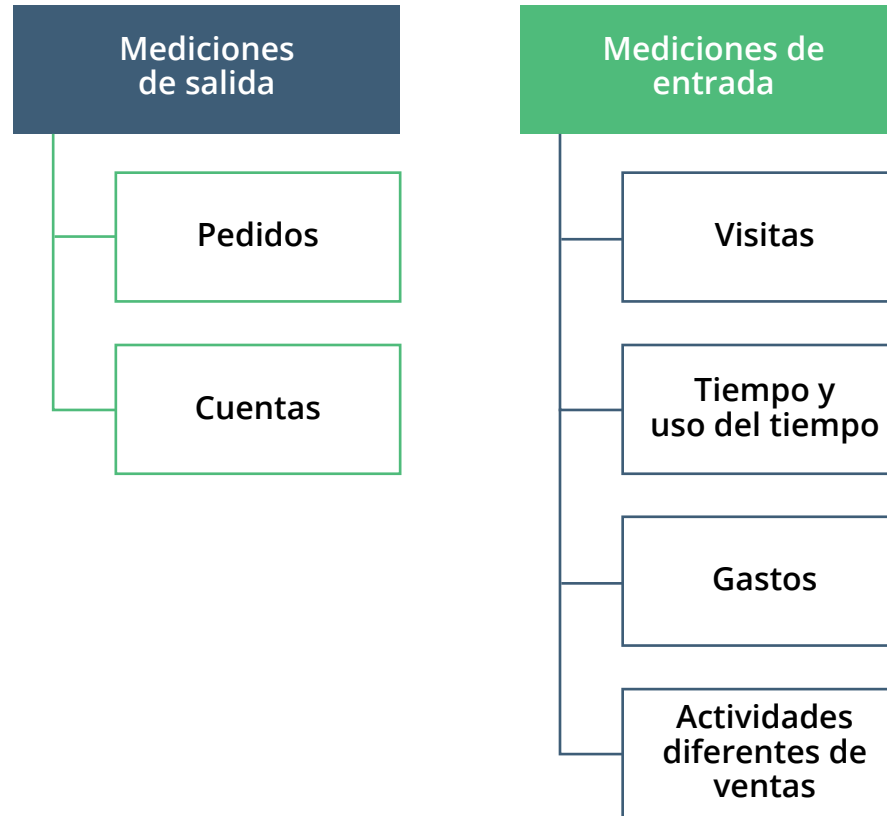 Mediciones
de salida
Pedidos
Cuentas
Mediciones de
entrada
Visitas
Tiempo y
uso del tiempo
Gastos
Actividades
diferentes de
ventas